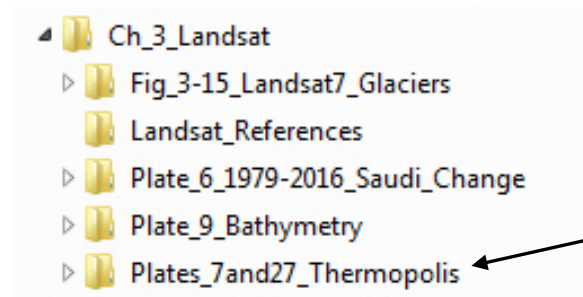 Ch_3_Landsat
Fig_3-15_Landsat7_Glaciers
Landsat_References
Plate_6_1979-2016_Saudi_Change
Plate_9_Bathymetry
Plates_7and27_Thermopolis